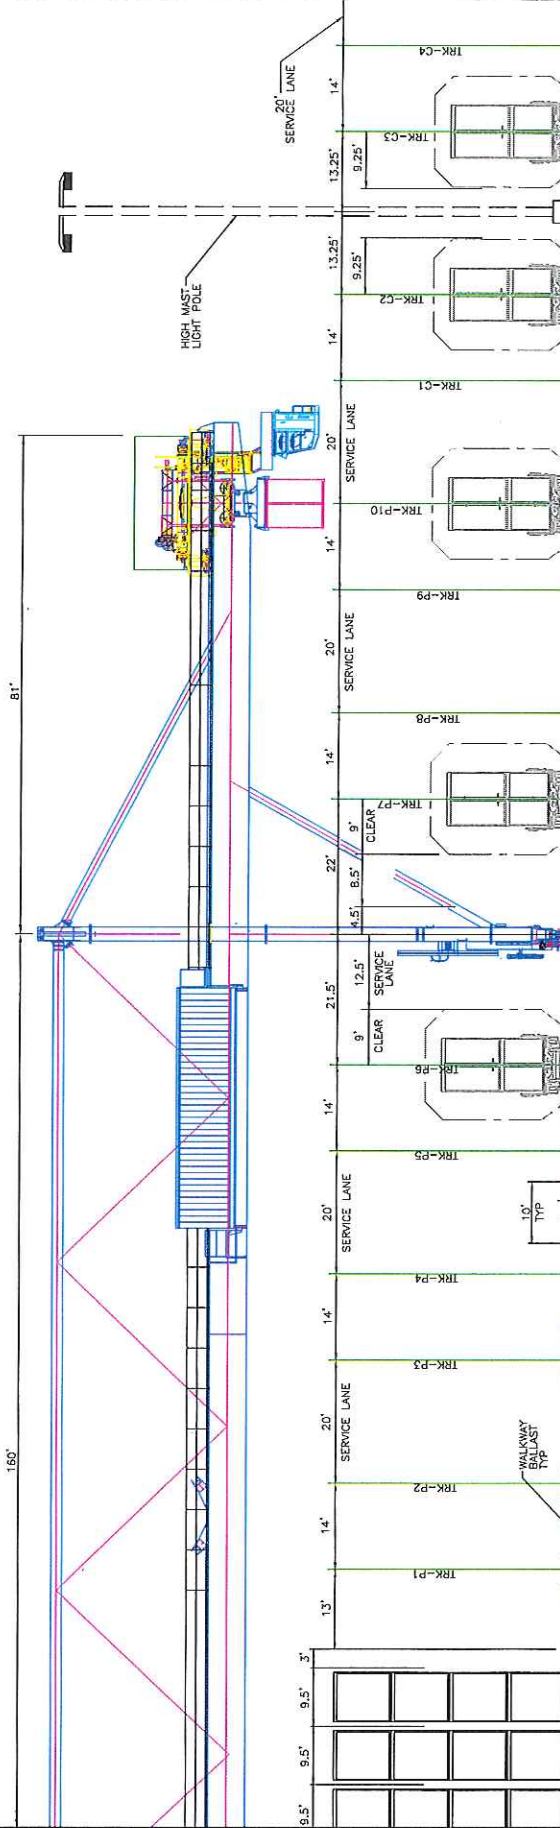 20'
SERVICE LANE
TRK-C4
14'
TRK-C3
13.25'
9.25'
HIGH MAST
LIGHT POLE
13.25'
9.25'
TRK-C2
14'
TRK-C1
20'
SERVICE LANE
TRK-P10
14'
TRK-P9
20'
SERVICE LANE
TRK-P8
14'
TRK-P7
81'
9'
CLEAR
22'
8.5'
4.5'
12.5'
SERVICE
LANE
21.5'
9'
CLEAR
TRK-P6
14'
TRK-P5
20'
SERVICE LANE
10'
TYP
TRK-P4
14'
TRK-P3
20'
SERVICE LANE
160'
WALKWAY
BALLAST
TYP
TRK-P2
14'
TRK-P1
13'
3'
9.5'
9.5'
9.5'